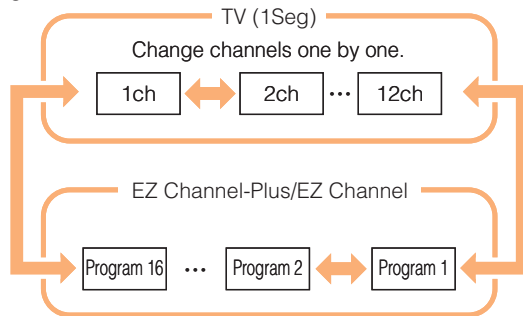 TV (1Seg)
Change channels one by one.
1ch 2ch ··· 12ch
EZ Channel-Plus/EZ Channel
Program 16 ··· Program 2 Program 1